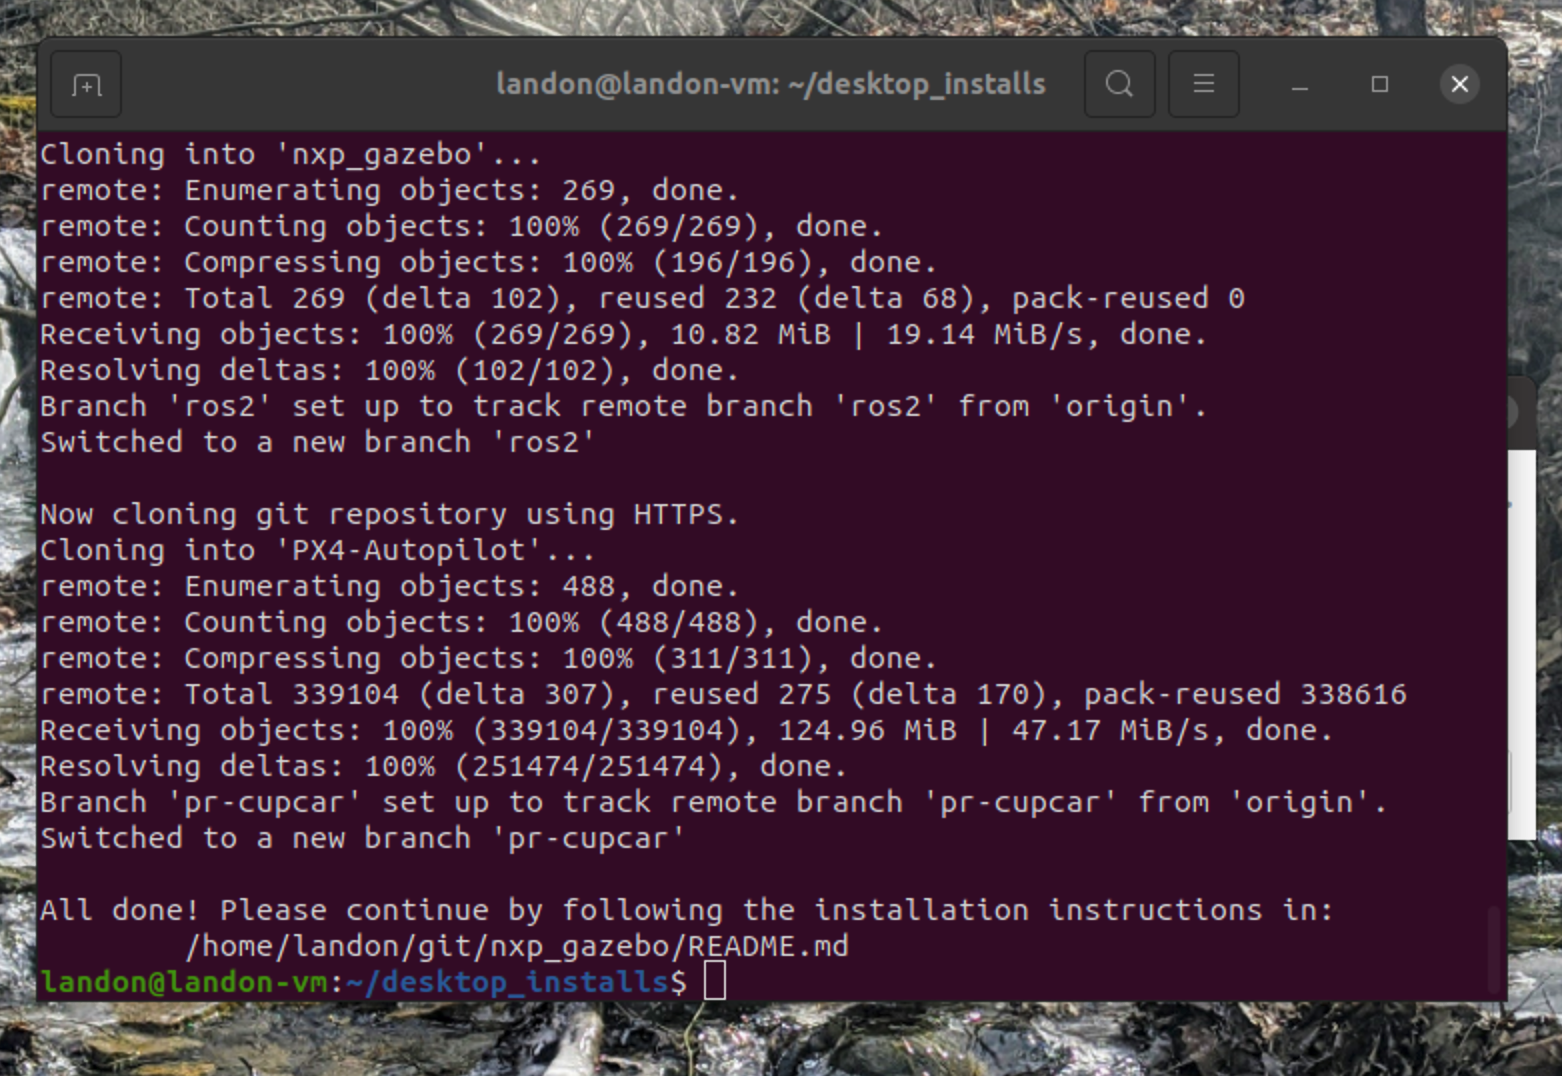 landon@landon-vm: ~/desktop_installs
Cloning into 'nxp_gazebo'...
remote: Enumerating objects: 269, done.
remote: Counting objects: 100% (269/269), done.
remote: Compressing objects: 100% (196/196), done.
remote: Total 269 (delta 102), reused 232 (delta 68), pack-reused 0
Receiving objects: 100% (269/269), 10.82 MiB | 19.14 MiB/s, done.
Resolving deltas: 100% (102/102), done.
Branch 'ros2' set up to track remote branch 'ros2' from 'origin'.
Switched to a new branch 'ros2'
Now cloning git repository using HTTPS.
Cloning into 'PX4-Autopilot'...
remote: Enumerating objects: 488, done.
remote: Counting objects: 100% (488/488), done.
remote: Compressing objects: 100% (311/311), done.
remote: Total 339104 (delta 307), reused 275 (delta 170), pack-reused 338616
Receiving objects: 100% (339104/339104), 124.96 MiB | 47.17 MiB/s, done.
Resolving deltas: 100% (251474/251474), done.
Branch 'pr-cupcar' set up to track remote branch 'pr-cupcar' from 'origin'.
Switched to a new branch 'pr-cupcar'
All done! Please continue by following the installation instructions in:
/home/landon/git/nxp_gazebo/README.md
landon@landon-vm:~/desktop_installs$